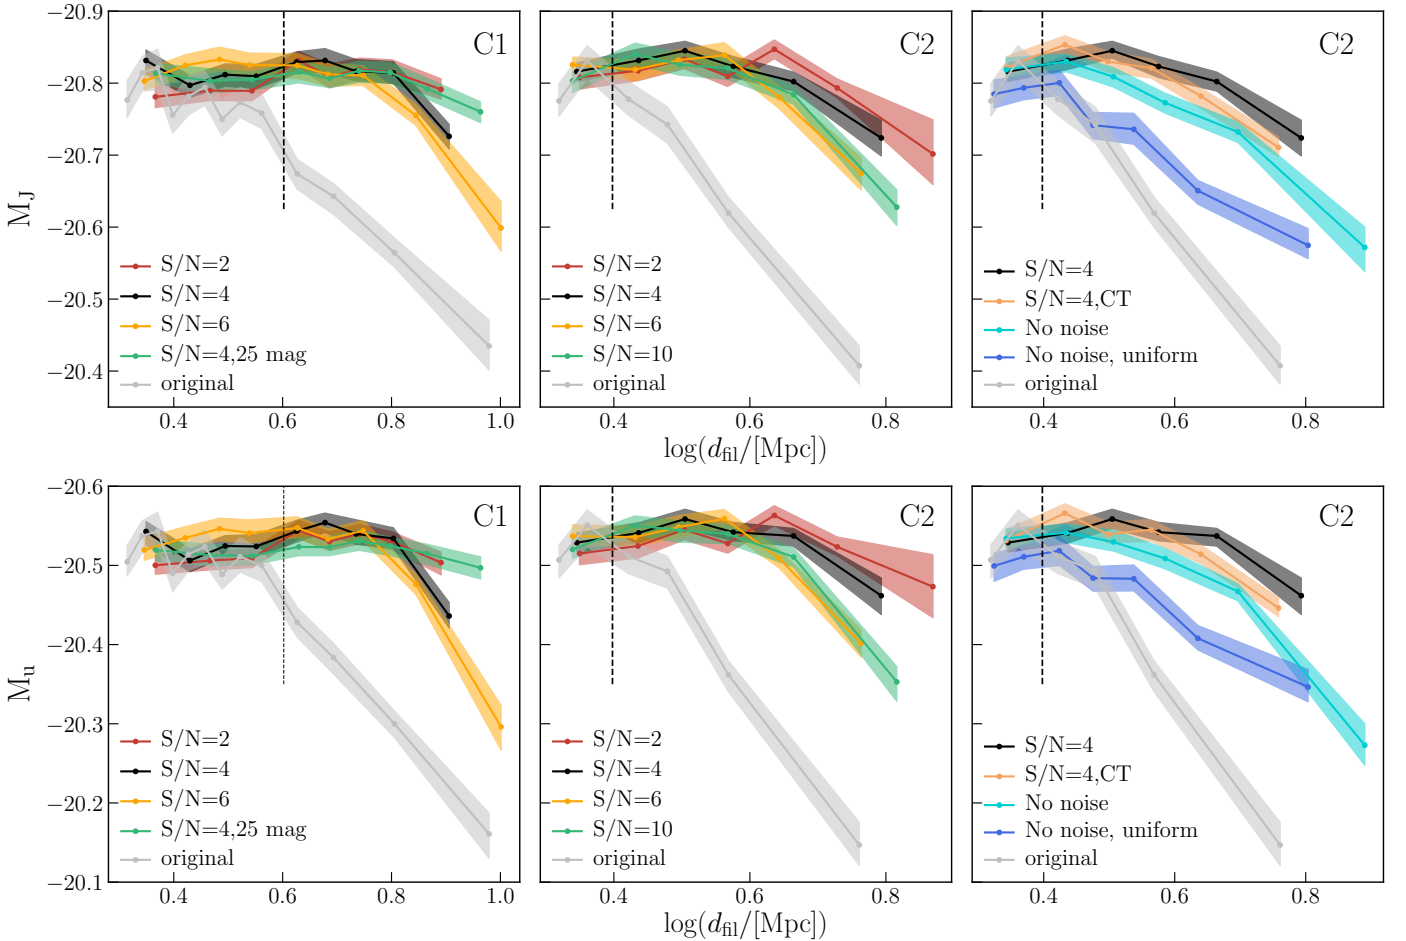 −20.9
−20.8
−20.7
−20.6
−20.5
−20.4
M_J
C1
S/N=2
S/N=4
S/N=6
S/N=4,25 mag
original
0.4 0.6 0.8 1.0
C2
S/N=2
S/N=4
S/N=6
S/N=10
original
0.4 0.6 0.8
log(d_fil/[Mpc])
C2
S/N=4
S/N=4,CT
No noise
No noise, uniform
original
0.4 0.6 0.8
−20.6
−20.5
−20.4
−20.3
−20.2
−20.1
M_u
C1
S/N=2
S/N=4
S/N=6
S/N=4,25 mag
original
0.4 0.6 0.8 1.0
C2
S/N=2
S/N=4
S/N=6
S/N=10
original
0.4 0.6 0.8
log(d_fil/[Mpc])
C2
S/N=4
S/N=4,CT
No noise
No noise, uniform
original
0.4 0.6 0.8